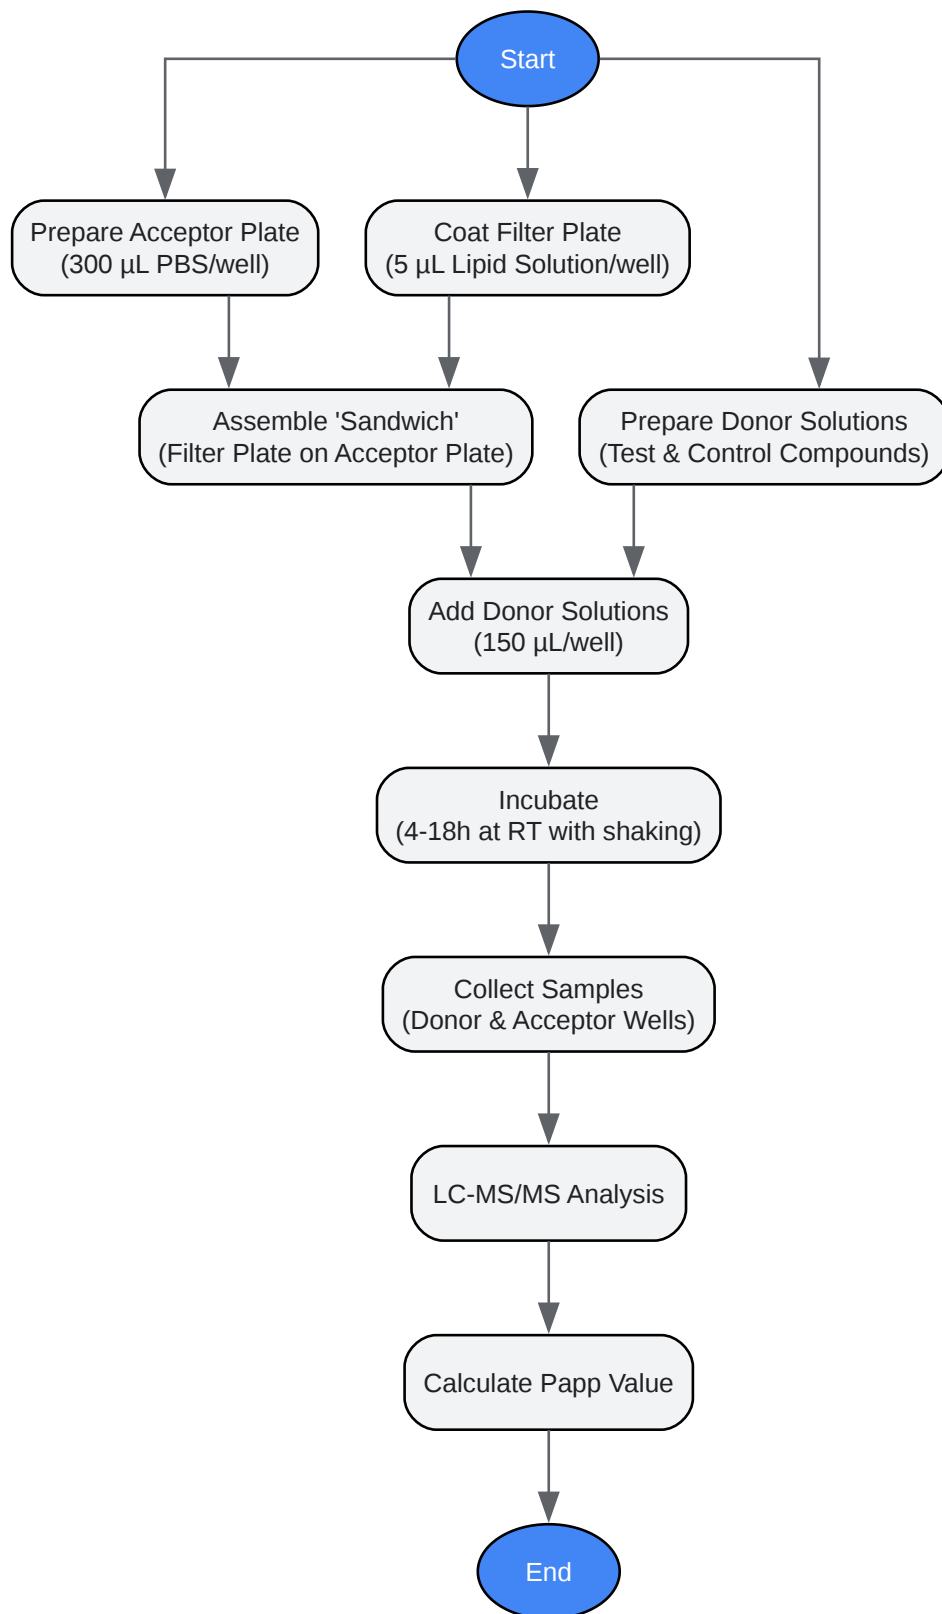 Start
Prepare Acceptor Plate
(300 µL PBS/well)
Coat Filter Plate
(5 µL Lipid Solution/well)
Assemble 'Sandwich'
(Filter Plate on Acceptor Plate)
Prepare Donor Solutions
(Test & Control Compounds)
Add Donor Solutions
(150 µL/well)
Incubate
(4-18h at RT with shaking)
Collect Samples
(Donor & Acceptor Wells)
LC-MS/MS Analysis
Calculate Papp Value
End